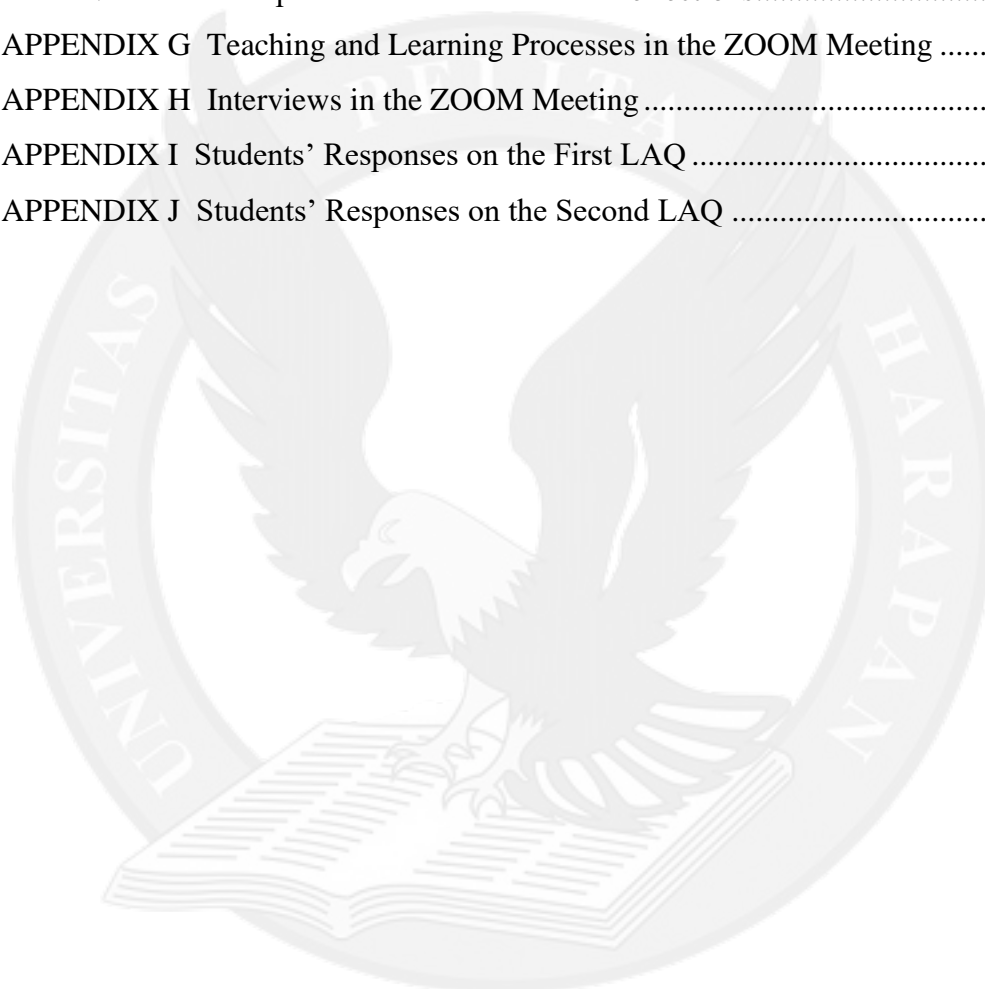 APPENDIX G Teaching and Learning Processes in the ZOOM Meeting ......
APPENDIX H Interviews in the ZOOM Meeting ....................................
APPENDIX I Students’ Responses on the First LAQ ................................
APPENDIX J Students’ Responses on the Second LAQ ............................
UNIVERSITAS PELITA HARAPAN